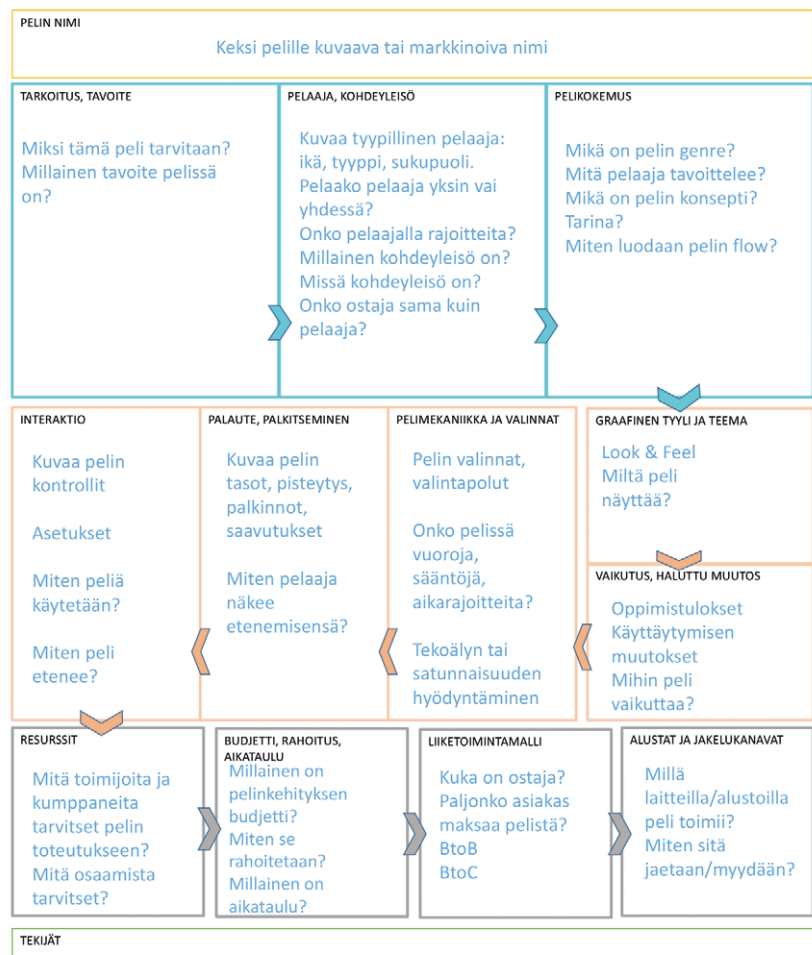 PELIN NIMI
Keksi pelille kuvaava tai markkinoiva nimi
TARKOITUS, TAVOITE
Miksi tämä peli tarvitaan?
Millainen tavoite pelissä
on?
PELAAJA, KOHDEYLEISÖ
Kuvaa tyypillinen pelaaja:
ikä, tyyppi, sukupuoli.
Pelaako pelaaja yksin vai
yhdessä?
Onko pelaajalla rajoitteita?
Millainen kohdeyleisö on?
Missä kohdeyleisö on?
Onko ostaja sama kuin
pelaaja?
PELIKOKEMUS
Mikä on pelin genre?
Mitä pelaaja tavoittelee?
Mikä on pelin konsepti?
Tarina?
Miten luodaan pelin flow?
GRAAFINEN TYYLI JA TEEMA
Look & Feel
Miltä peli
näyttää?
VAIKUTUS, HALUTTU MUUTOS
Oppimistulokset
Käyttäytymisen
muutokset
Mihin peli
vaikuttaa?
PELIMEKANIIKKA JA VALINNAT
Pelin valinnat,
valintapolut
Onko pelissä
vuoroja,
sääntöjä,
aikarajoitteita?
Tekoälyn tai
satunnaisuuden
hyödyntäminen
PALAUTE, PALKITSEMINEN
Kuvaa pelin
tasot, pisteytys,
palkinnot,
saavutukset
Miten pelaaja
näkee
etenemisensä?
INTERAKTIO
Kuvaa pelin
kontrollit
Asetukset
Miten peliä
käytetään?
Miten peli
etenee?
RESURSSIT
Mitä toimijoita ja
kumppaneita
tarvitset pelin
toteutukseen?
Mitä osaamista
tarvitset?
BUDJETTI, RAHOITUS,
AIKATAULU
Millainen on
pelinkehityksen
budjetti?
Miten se
rahoitetaan?
Millainen on
aikataulu?
LIIKETOIMINTAMALLI
Kuka on ostaja?
Paljonko asiakas
maksaa pelistä?
BtoB
BtoC
ALUSTAT JA JAKELUKANAVAT
Millä
laitteilla/alustoilla
peli toimii?
Miten sitä
jaetaan/myydään?
TEKIJÄT